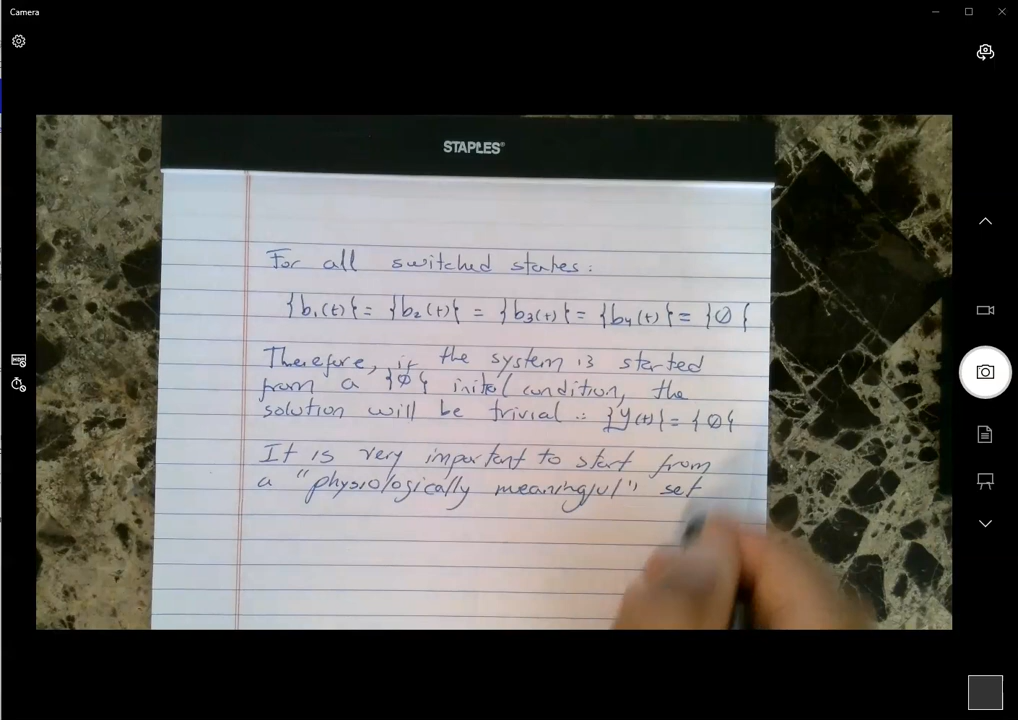 Camera
STAPLES
For all switched states:
{b₁(t)} = {b₂(t)} = {b₃(t)} = {b₄(t)} = {0}
Therefore, if the system is started
from a {0} inital condition, the
solution will be trivial :: {y(t)} = {0}
It is very important to start from
a "physiologically meaningful" set